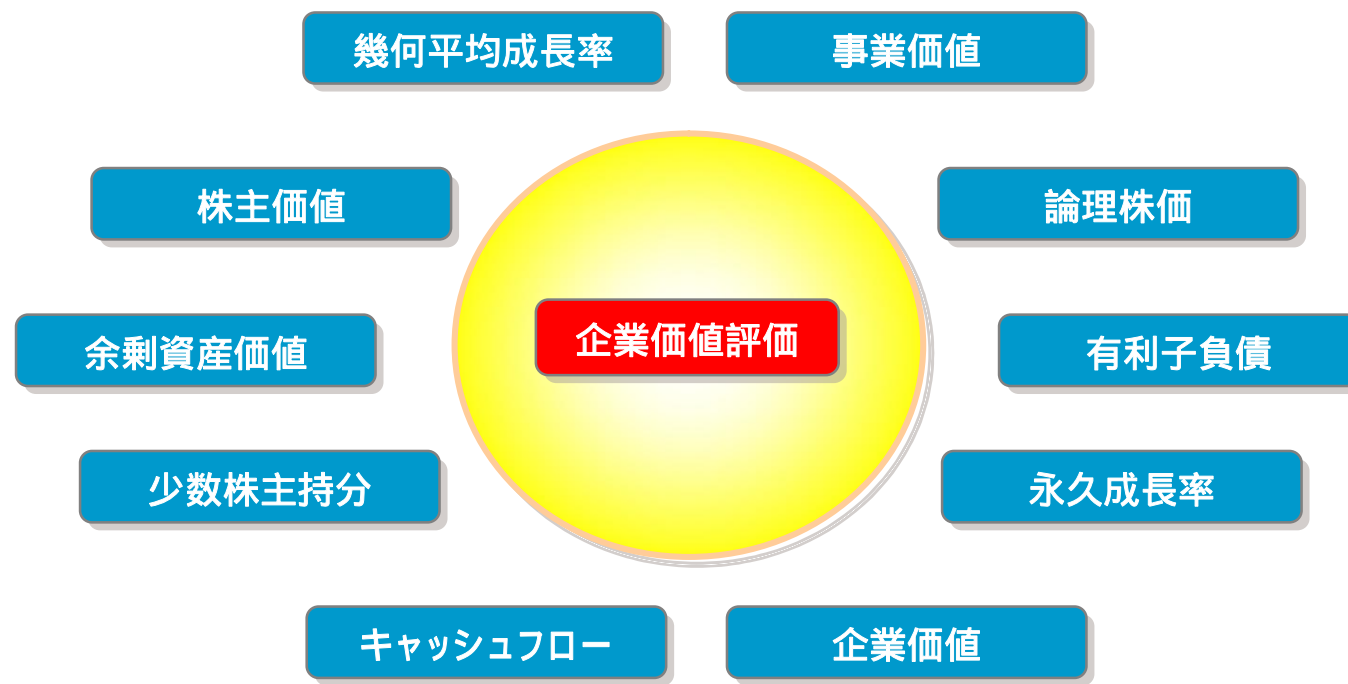 幾何平均成長率
事業価値
株主価値
論理株価
企業価値評価
余剰資産価値
有利子負債
少数株主持分
永久成長率
キャッシュフロー
企業価値